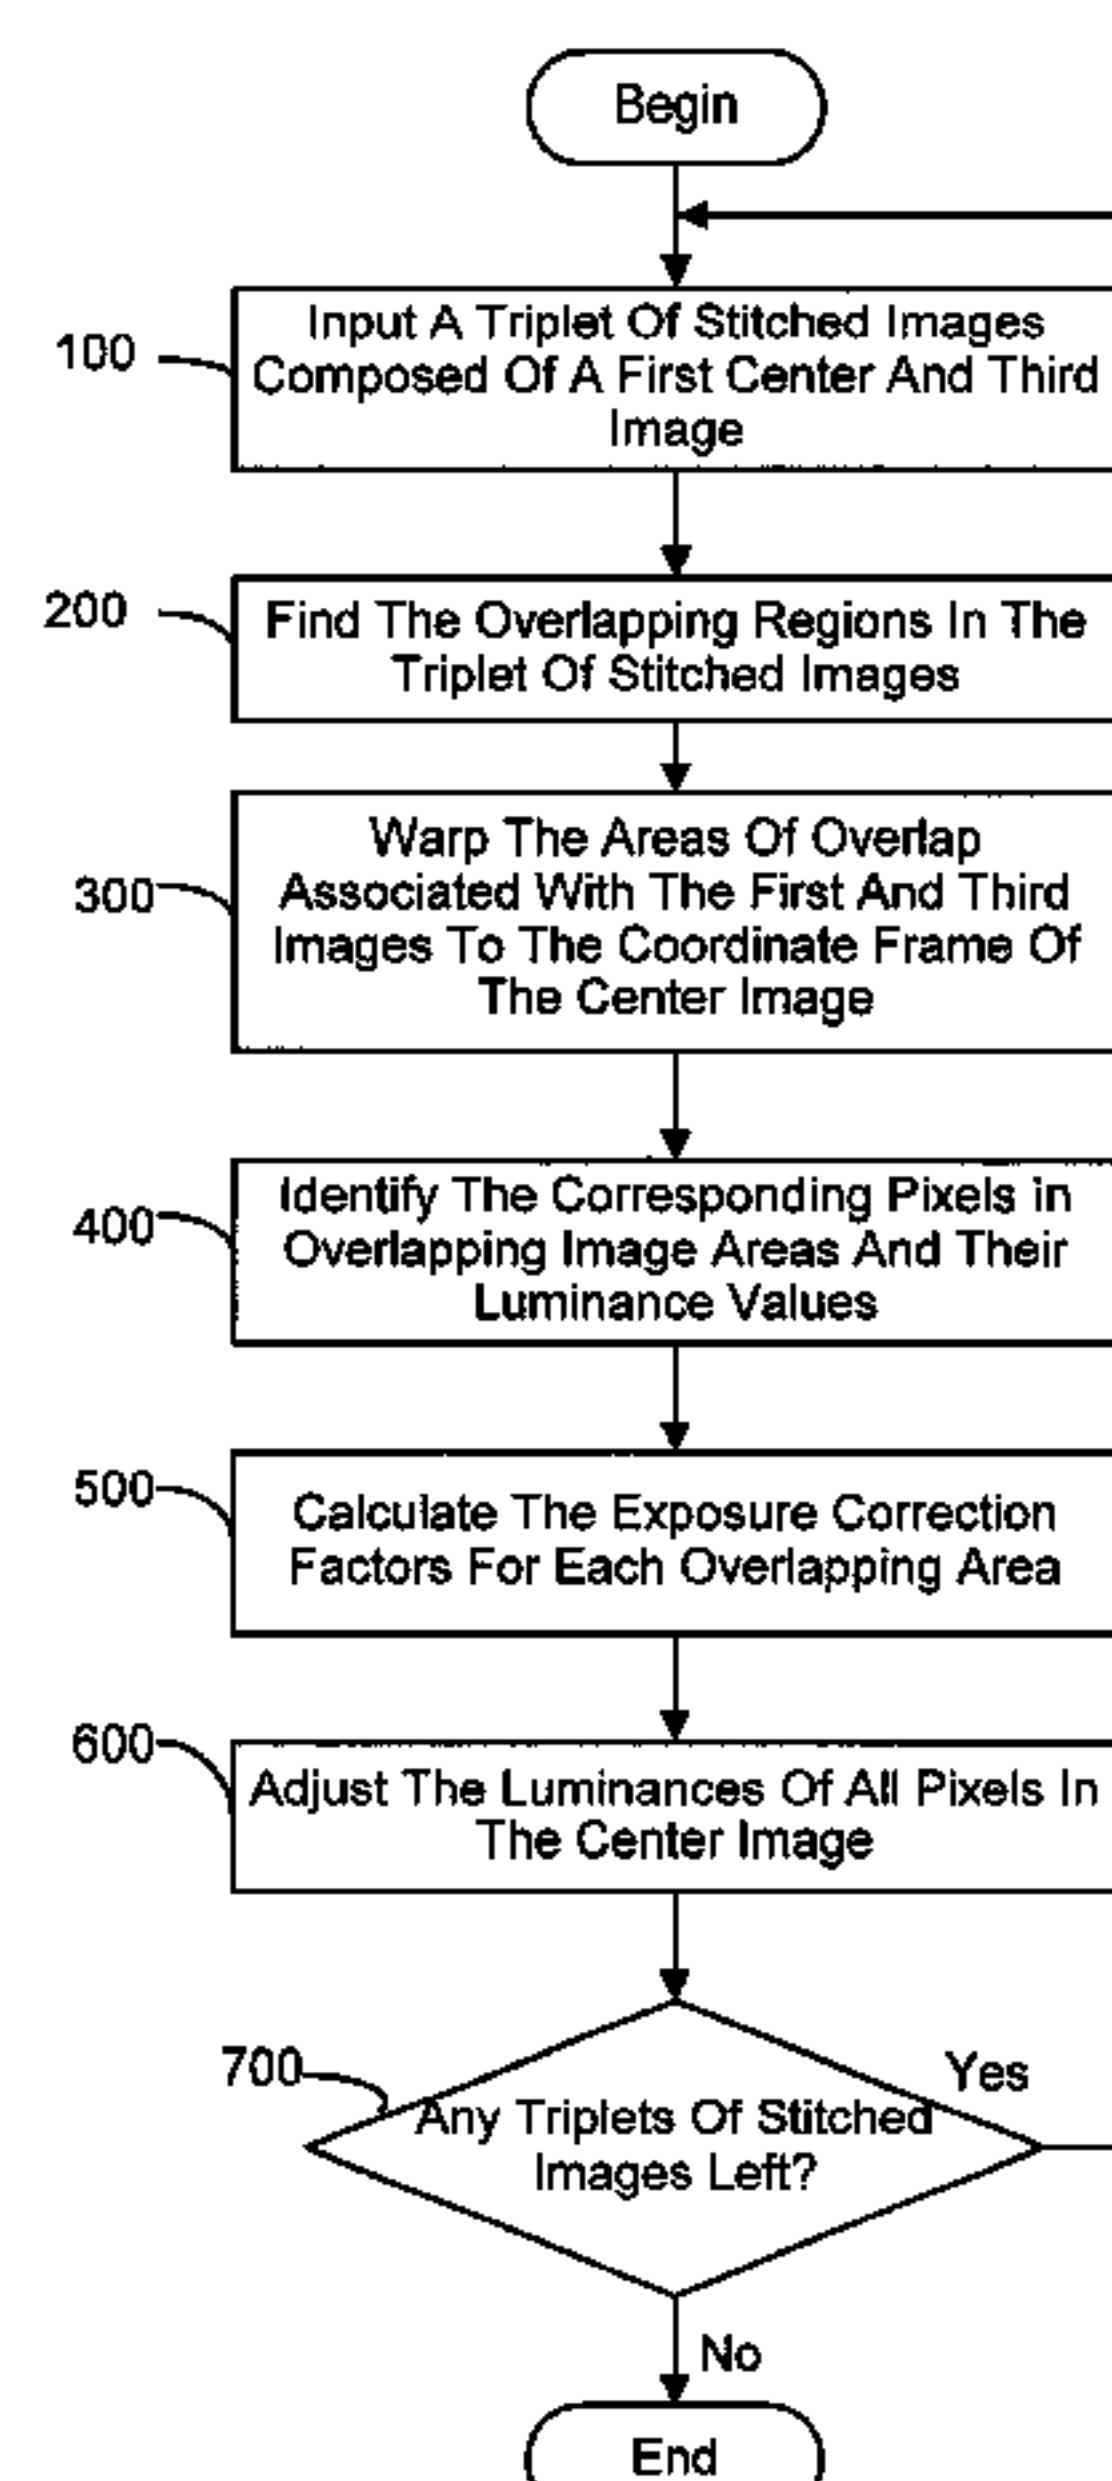 Begin
100
Input A Triplet Of Stitched Images
Composed Of A First Center And Third
Image
200
Find The Overlapping Regions In The
Triplet Of Stitched Images
300
Warp The Areas Of Overlap
Associated With The First And Third
Images To The Coordinate Frame Of
The Center Image
400
Identify The Corresponding Pixels in
Overlapping Image Areas And Their
Luminance Values
500
Calculate The Exposure Correction
Factors For Each Overlapping Area
600
Adjust The Luminances Of All Pixels In
The Center Image
700
Yes
Any Triplets Of Stitched
Images Left?
No
End